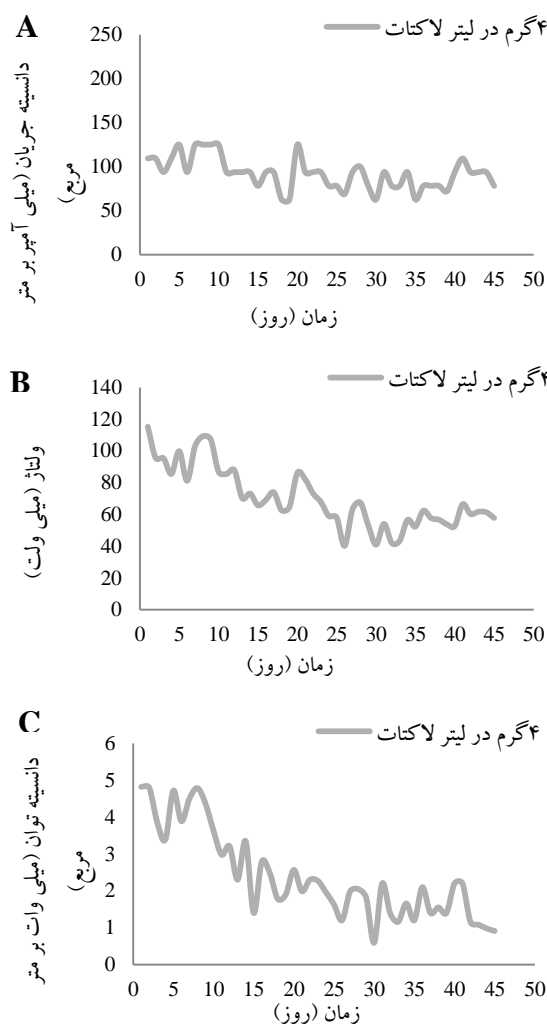 A
۴گرم در لیتر لاکتات
دانسیته جریان (میلی آمپر بر متر
مربع)
250
200
150
100
50
0
0 5 10 15 20 25 30 35 40 45 50
زمان (روز)
B
۴گرم در لیتر لاکتات
ولتاژ (میلی ولت)
140
120
100
80
60
40
20
0
0 5 10 15 20 25 30 35 40 45 50
زمان (روز)
C
۴گرم در لیتر لاکتات
دانسیته توان (میلی وات بر متر
مربع)
6
5
4
3
2
1
0
0 5 10 15 20 25 30 35 40 45 50
زمان (روز)